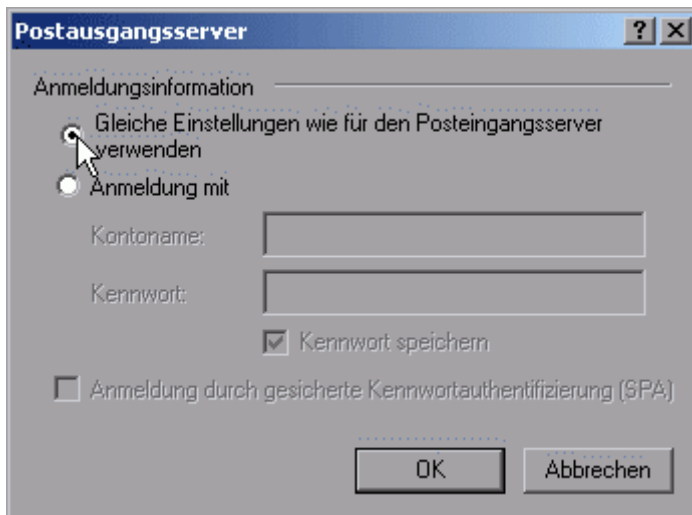 Postausgangsserver
Anmeldungsinformation
Gleiche Einstellungen wie für den Posteingangsserver
verwenden
Anmeldung mit
Kontoname:
Kennwort:
Kennwort speichern
Anmeldung durch gesicherte Kennwortauthentifizierung (SPA)
OK Abbrechen